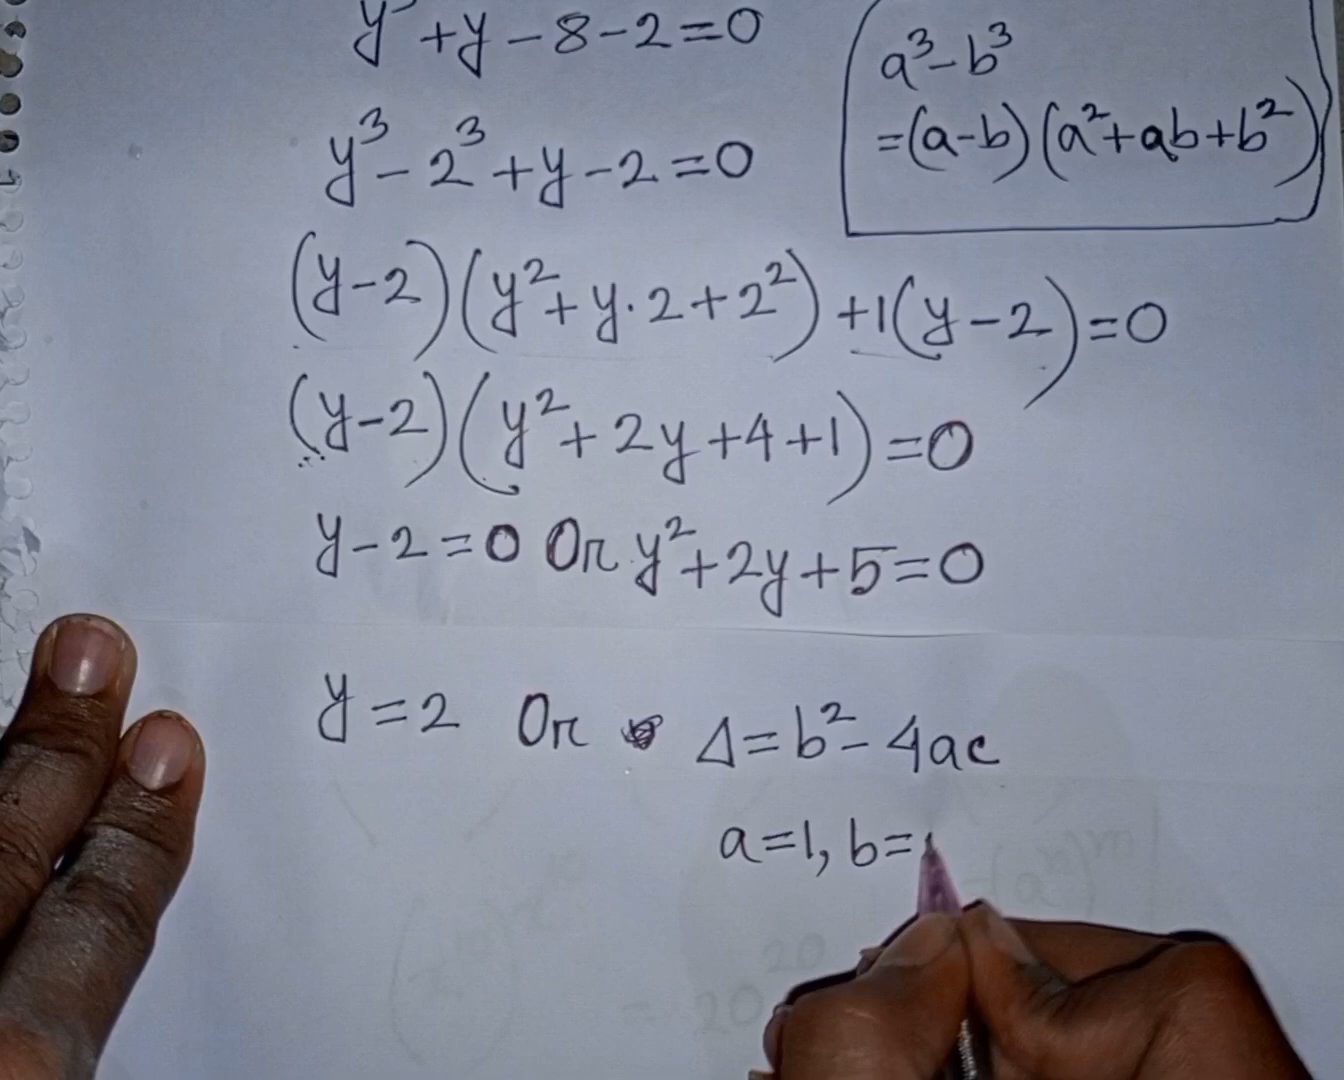 y³+y-8-2=0
a³-b³
=(a-b)(a²+ab+b²)
y³-2³+y-2=0
(y-2)(y²+y·2+2²)+1(y-2)=0
(y-2)(y²+2y+4+1)=0
y-2=0 Or y²+2y+5=0
y=2 Or Δ=b²-4ac
a=1, b=